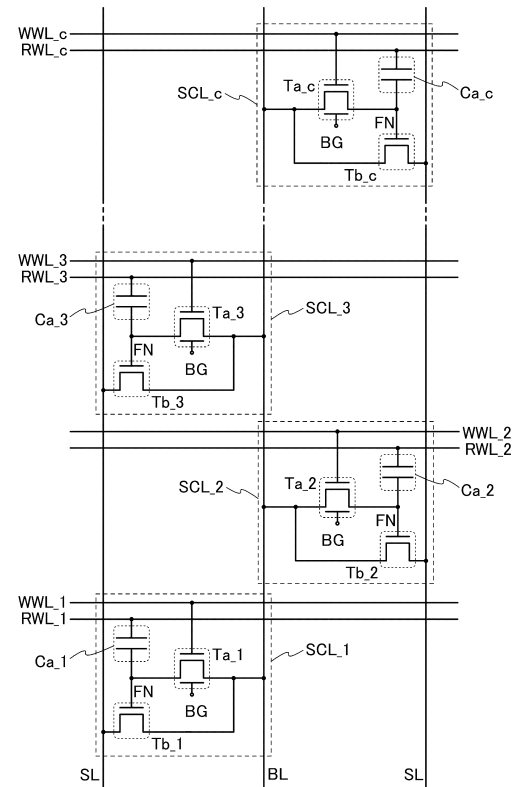 WWL_c
RWL_c
SCL_c
Ta_c
Ca_c
FN
BG
Tb_c
WWL_3
RWL_3
Ca_3
Ta_3
SCL_3
FN
BG
Tb_3
WWL_2
RWL_2
SCL_2
Ta_2
Ca_2
FN
BG
Tb_2
WWL_1
RWL_1
Ca_1
Ta_1
SCL_1
FN
BG
Tb_1
SL
BL
SL